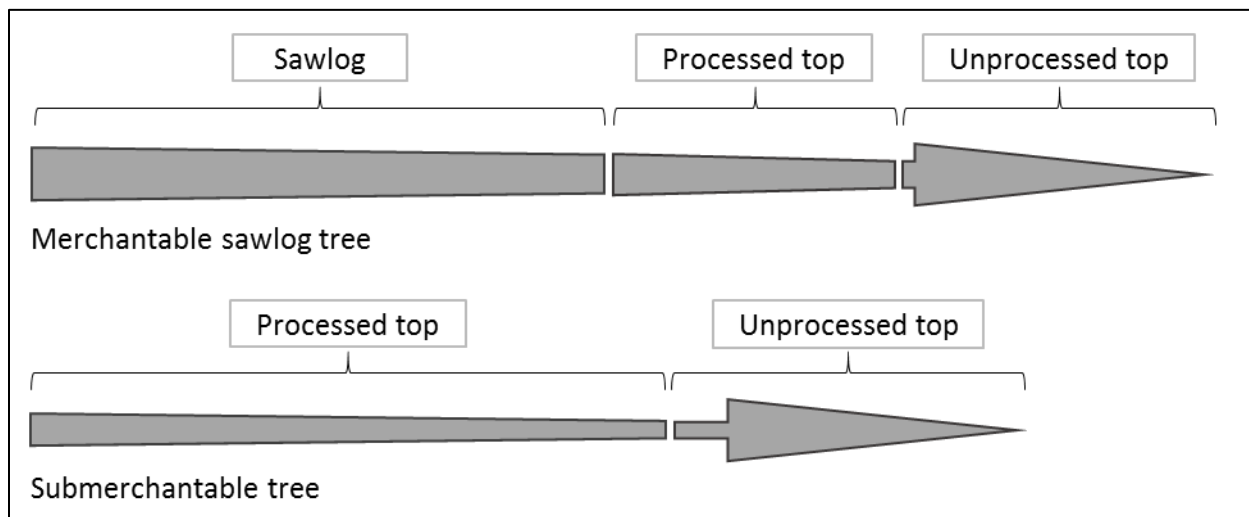 Sawlog
Processed top
Unprocessed top
Merchantable sawlog tree
Processed top
Unprocessed top
Submerchantable tree